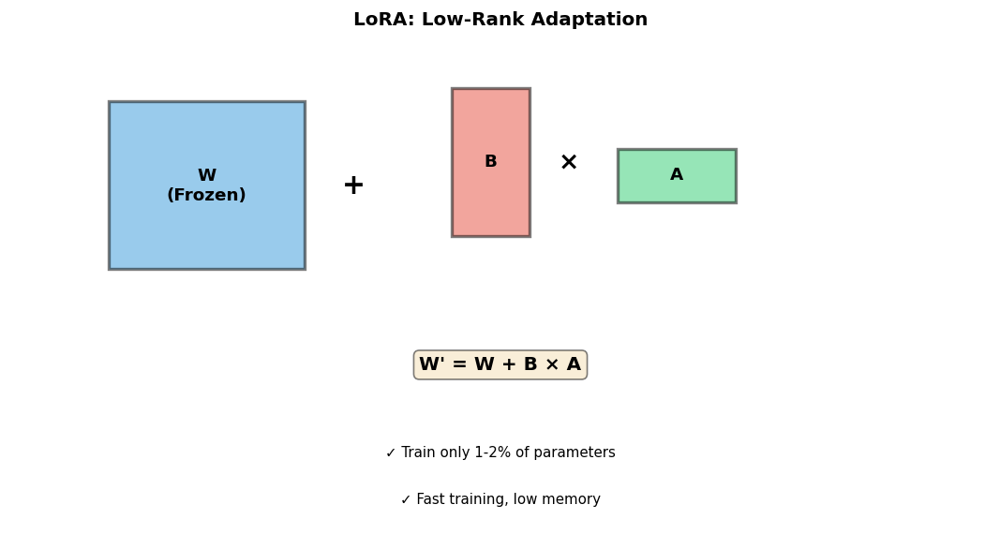 LoRA: Low-Rank Adaptation
W
(Frozen)
+
B
×
A
W' = W + B × A
✓ Train only 1-2% of parameters
✓ Fast training, low memory